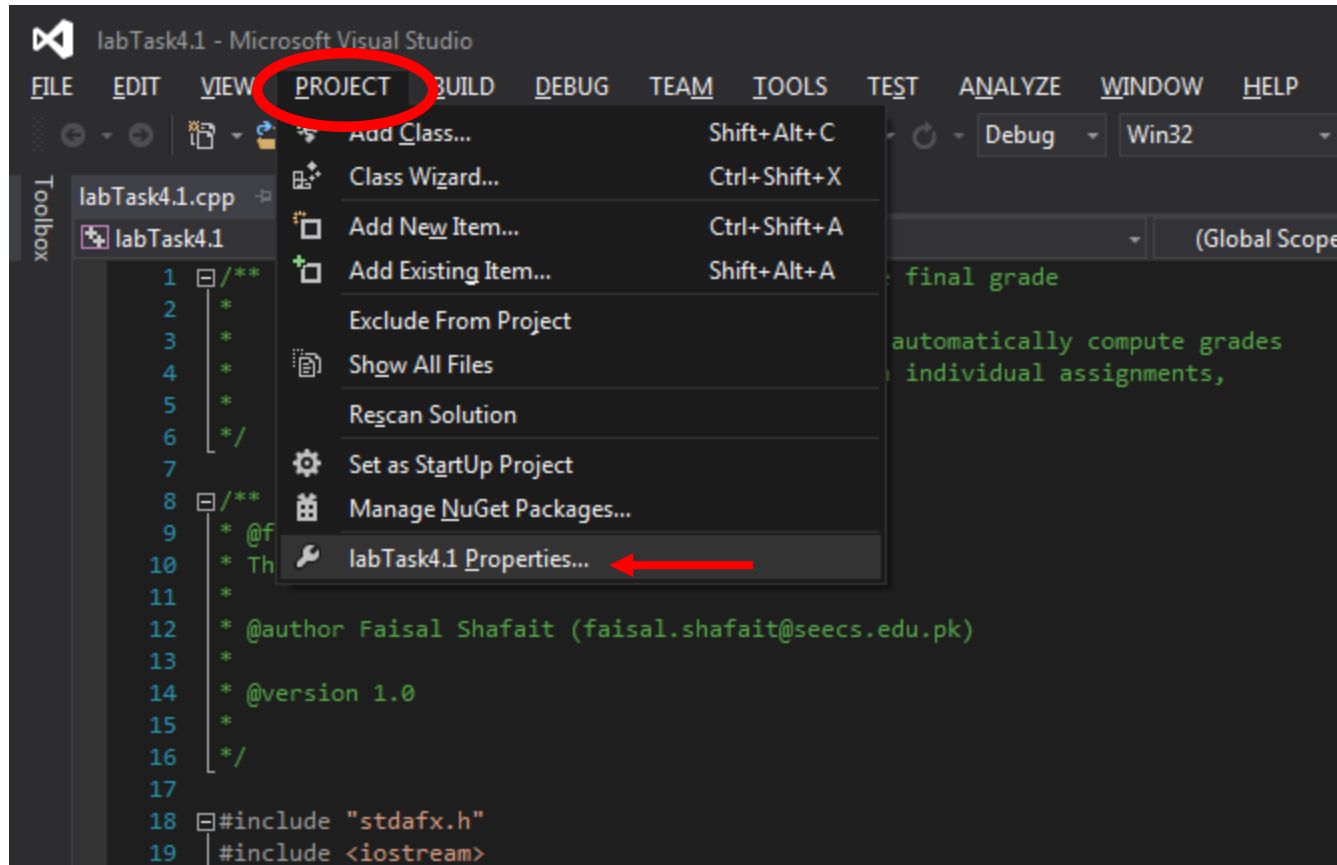 labTask4.1 - Microsoft Visual Studio
FILE EDIT VIEW PROJECT BUILD DEBUG TEAM TOOLS TEST ANALYZE WINDOW HELP
Add Class... Shift+Alt+C Debug Win32
Class Wizard... Ctrl+Shift+X
Toolbox
labTask4.1.cpp
Add New Item... Ctrl+Shift+A
labTask4.1 (Global Scope
Add Existing Item... Shift+Alt+A
1 /** final grade
2 *
Exclude From Project
3 * automatically compute grades
Show All Files
4 * individual assignments,
5 *
Rescan Solution
6 */
Set as StartUp Project
7
8 /**
Manage NuGet Packages...
9 * @f
labTask4.1 Properties...
10 * Th
11 *
12 * @author Faisal Shafait (faisal.shafait@seecs.edu.pk)
13 *
14 * @version 1.0
15 *
16 */
17
18 #include "stdafx.h"
19 #include <iostream>